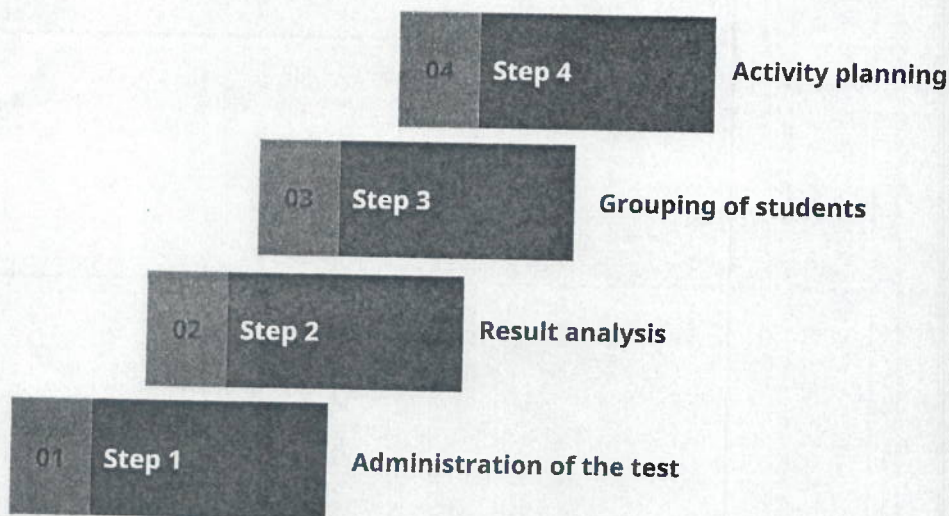 04 Step 4 Activity planning
03 Step 3 Grouping of students
02 Step 2 Result analysis
01 Step 1 Administration of the test